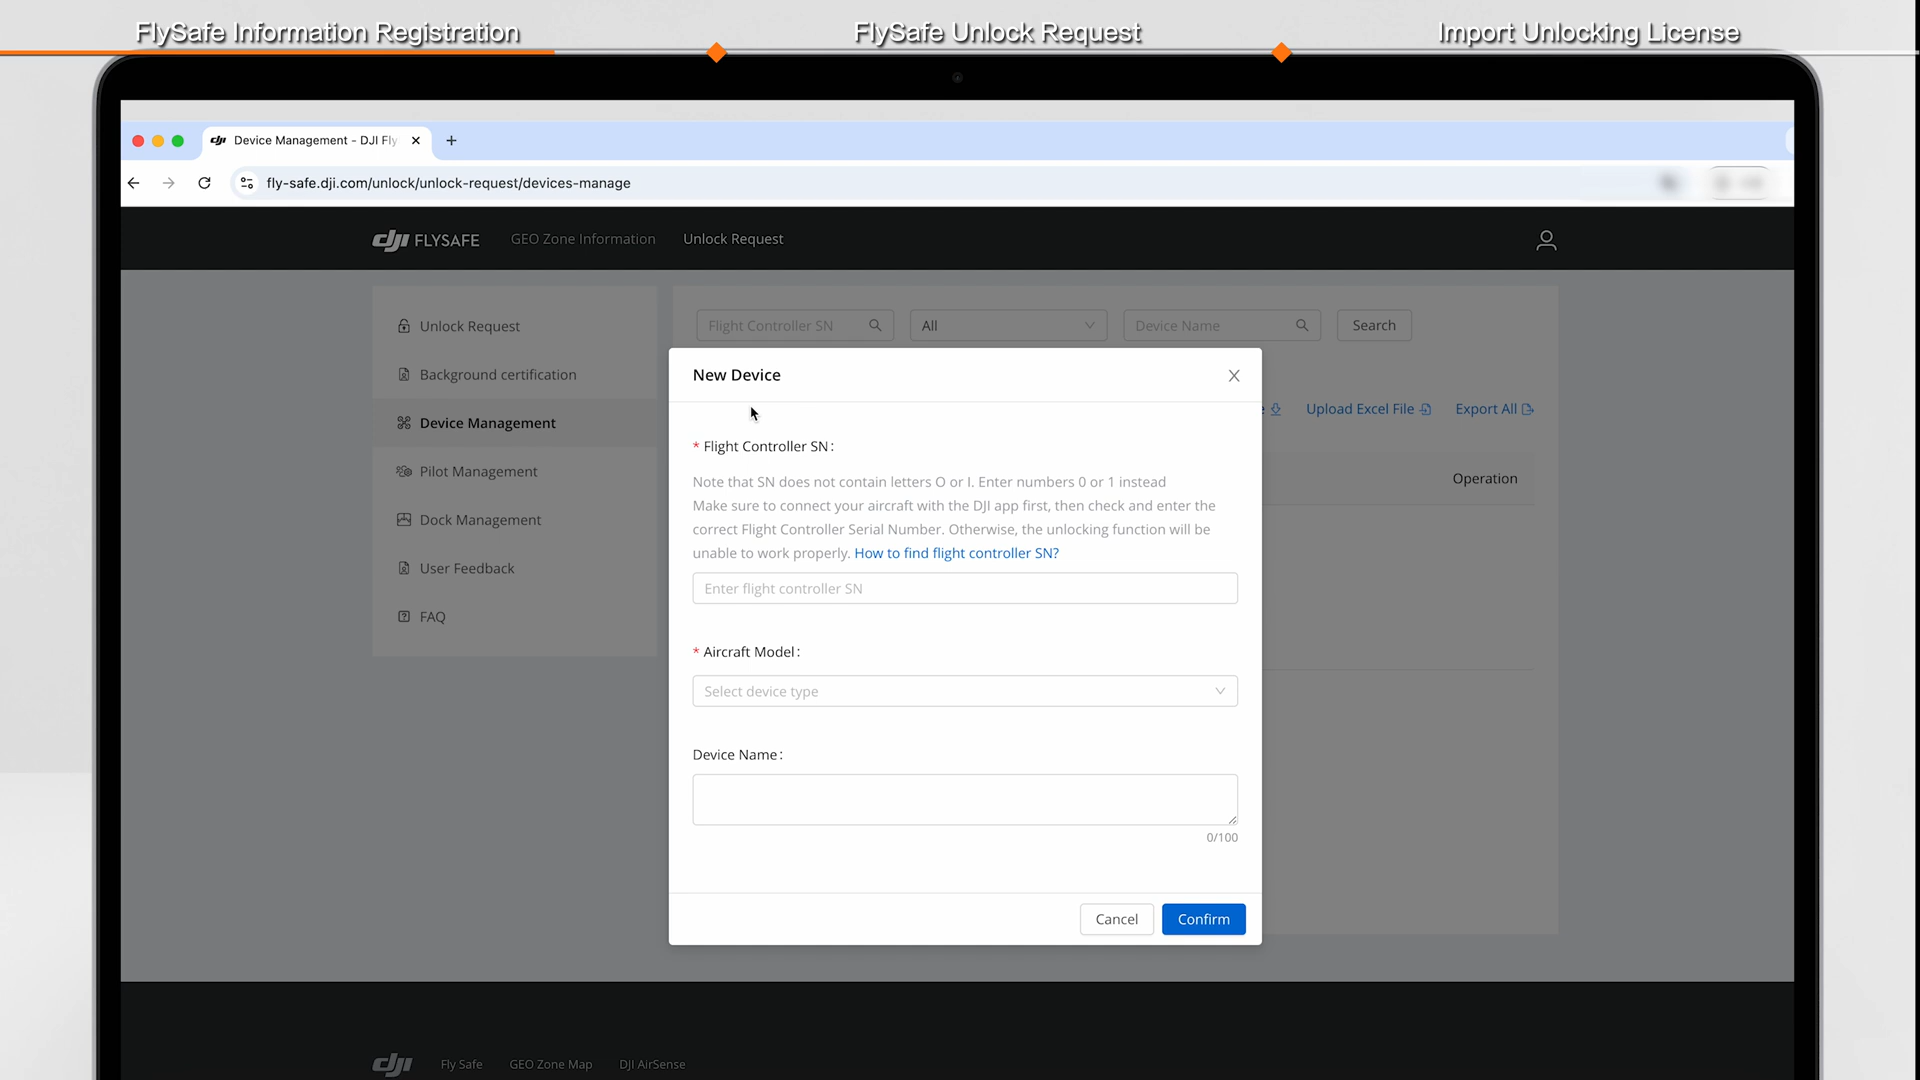 FlySafe Information Registration
FlySafe Unlock Request
Import Unlocking License
dji Device Management - DJI Fly
fly-safe.dji.com/unlock/unlock-request/devices-manage
dji FLYSAFE GEO Zone Information Unlock Request
Unlock Request
Background certification
Device Management
Pilot Management
Dock Management
User Feedback
FAQ
Flight Controller SN All Device Name Search
Upload Excel File Export All
Operation
New Device
* Flight Controller SN:
Note that SN does not contain letters O or I. Enter numbers 0 or 1 instead
Make sure to connect your aircraft with the DJI app first, then check and enter the
correct Flight Controller Serial Number. Otherwise, the unlocking function will be
unable to work properly. How to find flight controller SN?
Enter flight controller SN
* Aircraft Model:
Select device type
Device Name:
0/100
Cancel Confirm
dji Fly Safe GEO Zone Map DJI AirSense